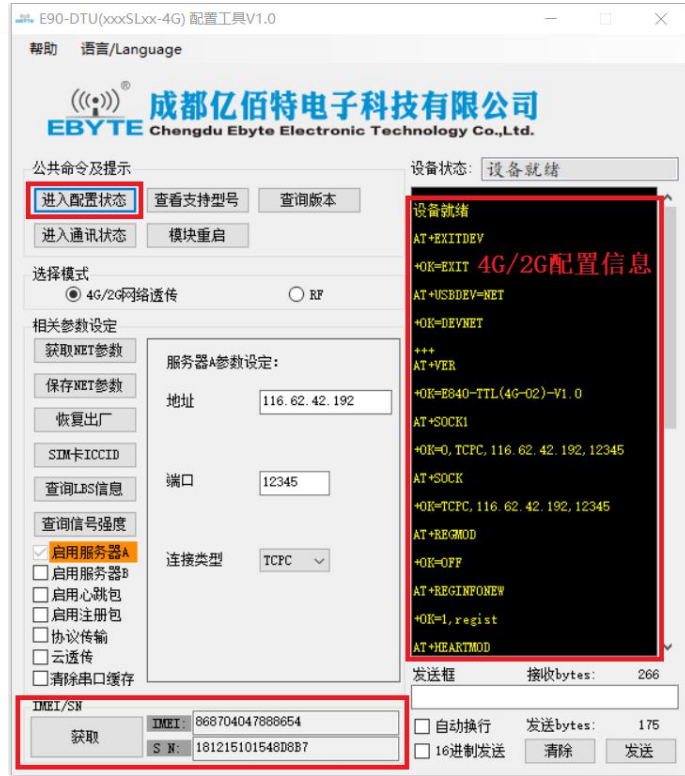 E90-DTU(xxxSLxx-4G) 配置工具V1.0
帮助 语言/Language
EBYTE ®
成都亿佰特电子科技有限公司
Chengdu Ebyte Electronic Technology Co.,Ltd.
公共命令及提示
进入配置状态 查看支持型号 查询版本
进入通讯状态 模块重启
选择模式
4G/2G网络透传 RF
相关参数设定
获取NET参数
保存NET参数
恢复出厂
SIM卡ICCID
查询LBS信息
查询信号强度
启用服务器A
启用服务器B
启用心跳包
启用注册包
协议传输
云透传
清除串口缓存
服务器A参数设定:
地址 116.62.42.192
端口 12345
连接类型 TCPC
IMEI/SN
获取
IMEI: 868704047888654
S N: 181215101548D8B7
设备状态: 设备就绪
设备就绪
AT+EXITDEV
+OK=EXIT
4G/2G配置信息
AT+USBDEV=NET
+OK=DEVNET
+++
AT+VER
+OK=E840-TTL(4G-02)-V1.0
AT+SOCK1
+OK=0,TCPC,116.62.42.192,12345
AT+SOCK
+OK=TCPC,116.62.42.192,12345
AT+REGMOD
+OK=OFF
AT+REGINFONEW
+OK=1,regist
AT+HEARTMOD
发送框 接收bytes: 266
自动换行 发送bytes: 175
16进制发送 清除 发送